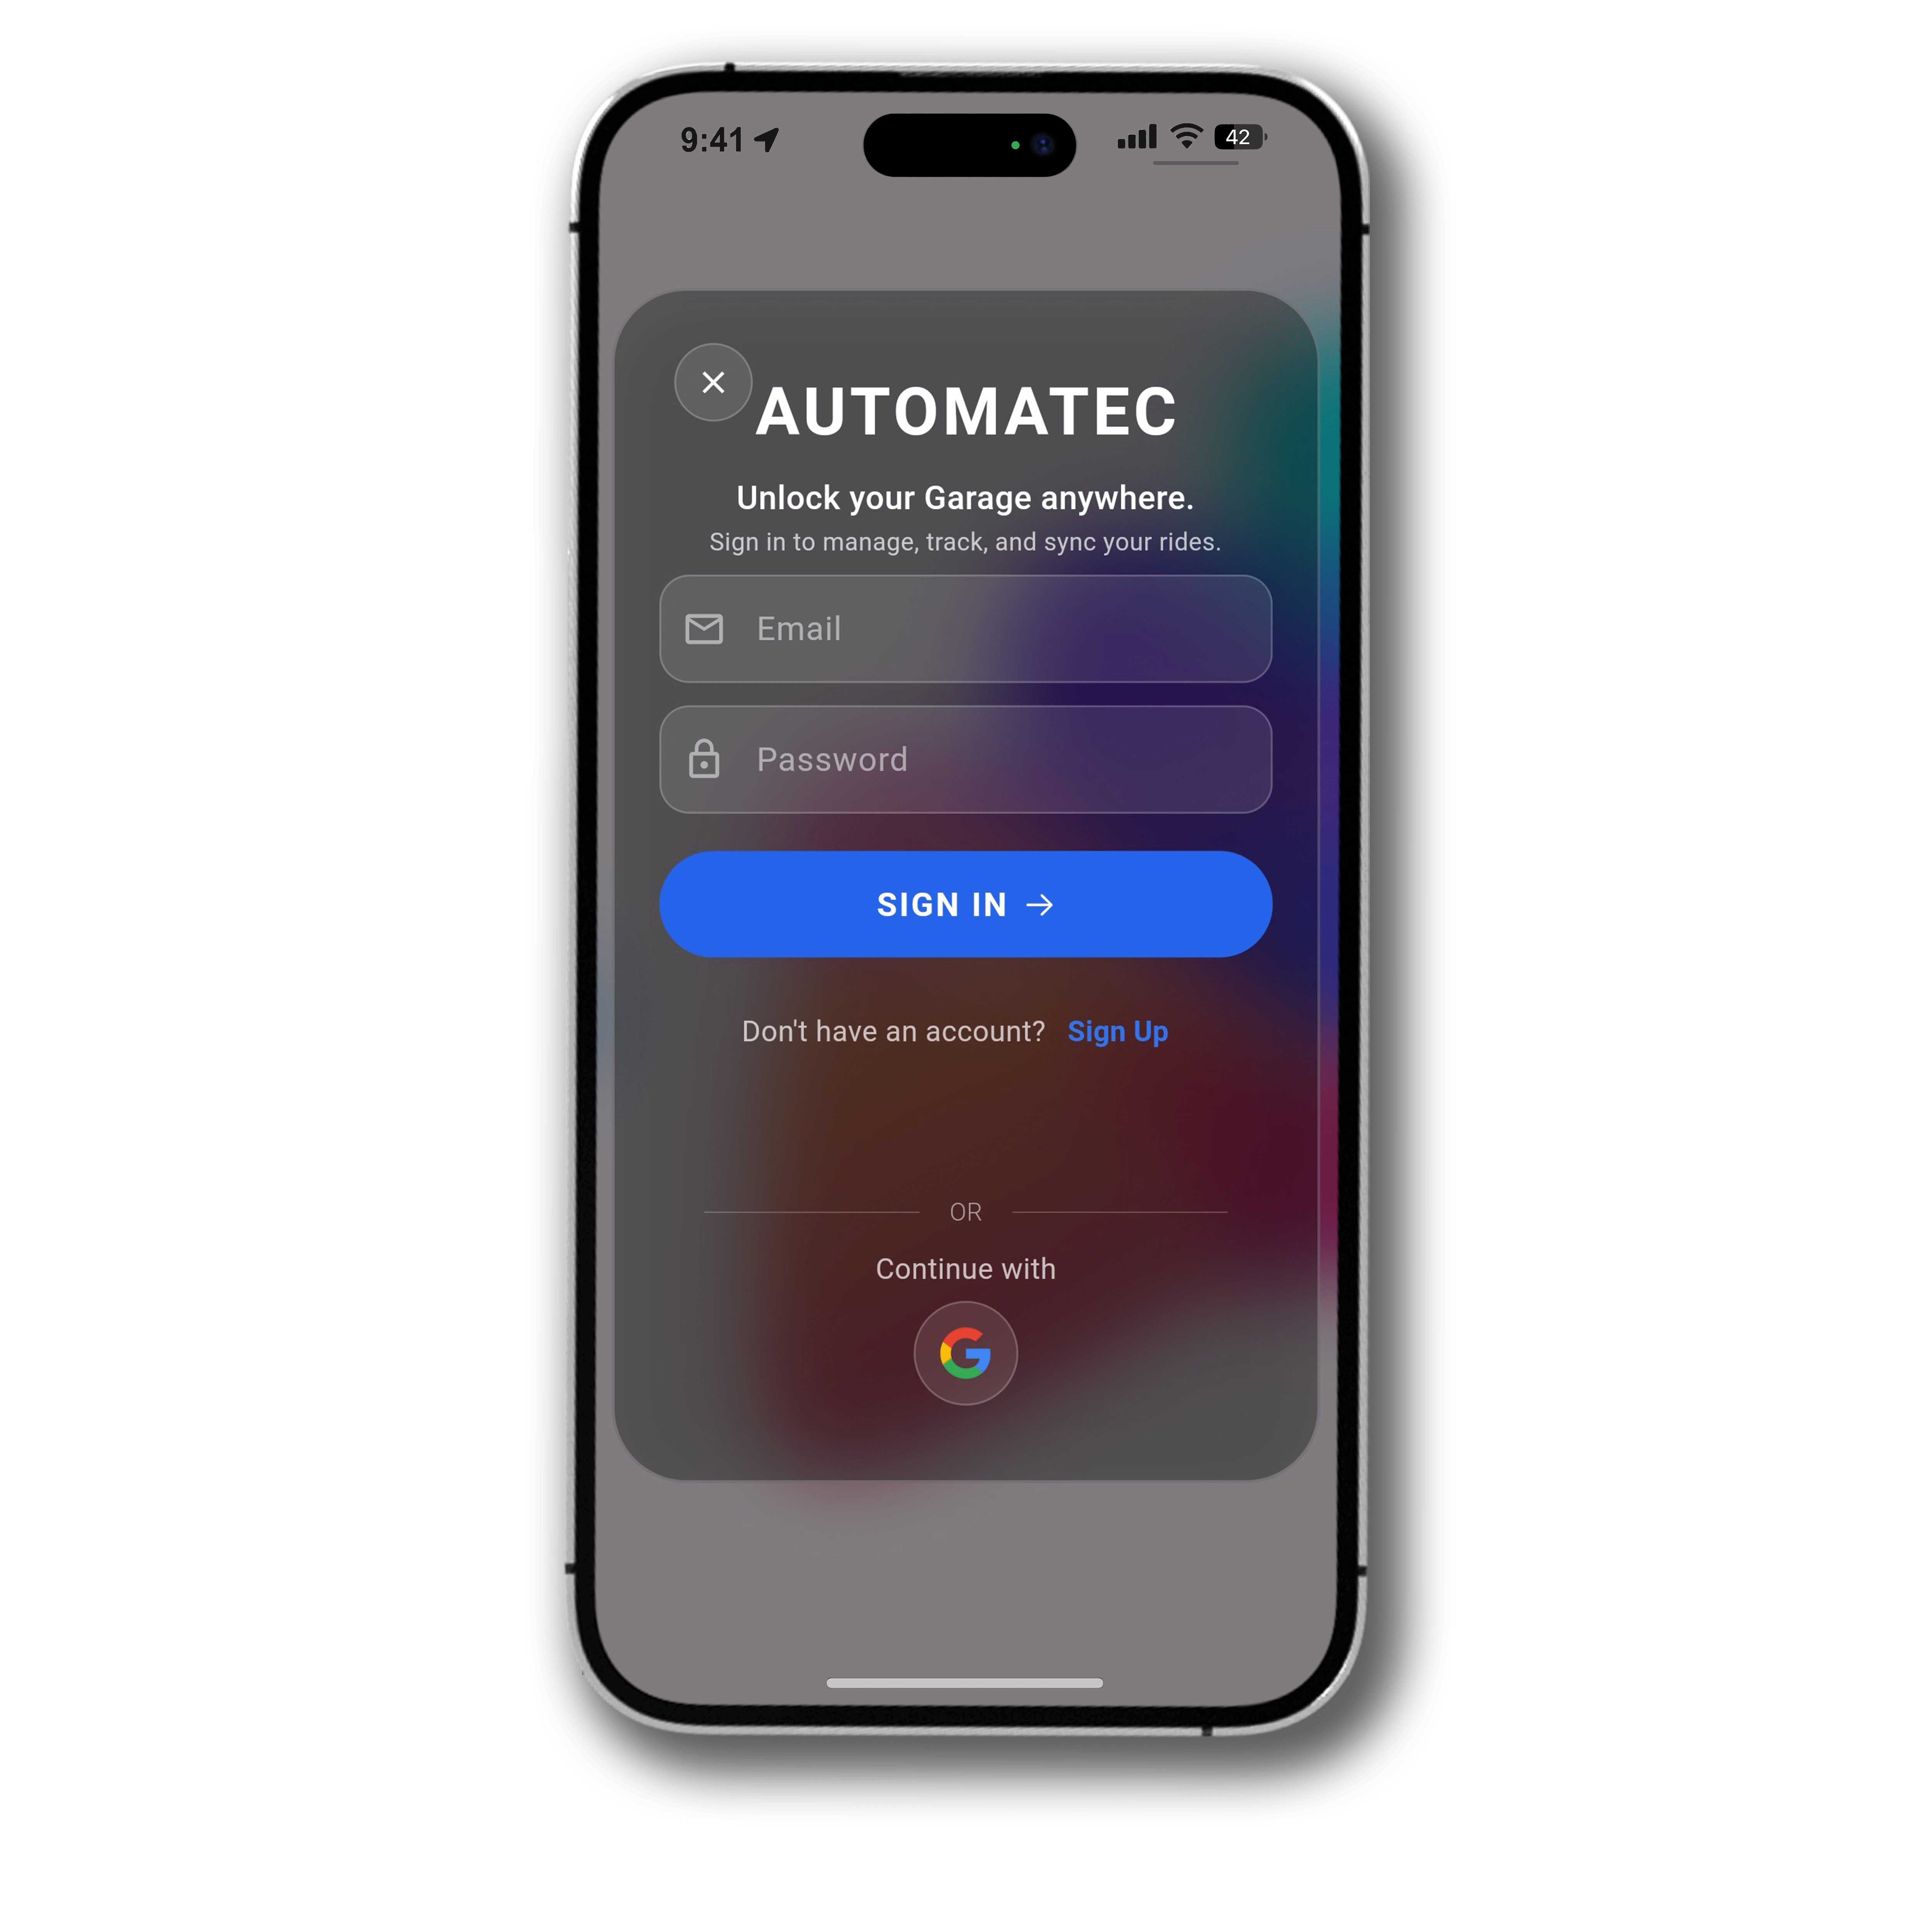 9:41 42
AUTOMATEC
Unlock your Garage anywhere.
Sign in to manage, track, and sync your rides.
Email
Password
SIGN IN →
Don't have an account? Sign Up
OR
Continue with
G